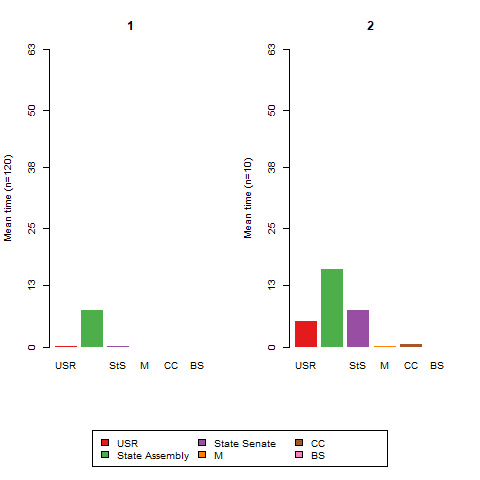 1
63
50
38
25
13
0
Mean time (n=120)
USR StS M CC BS
2
63
50
38
25
13
0
Mean time (n=10)
USR StS M CC BS
USR State Senate CC
State Assembly M BS